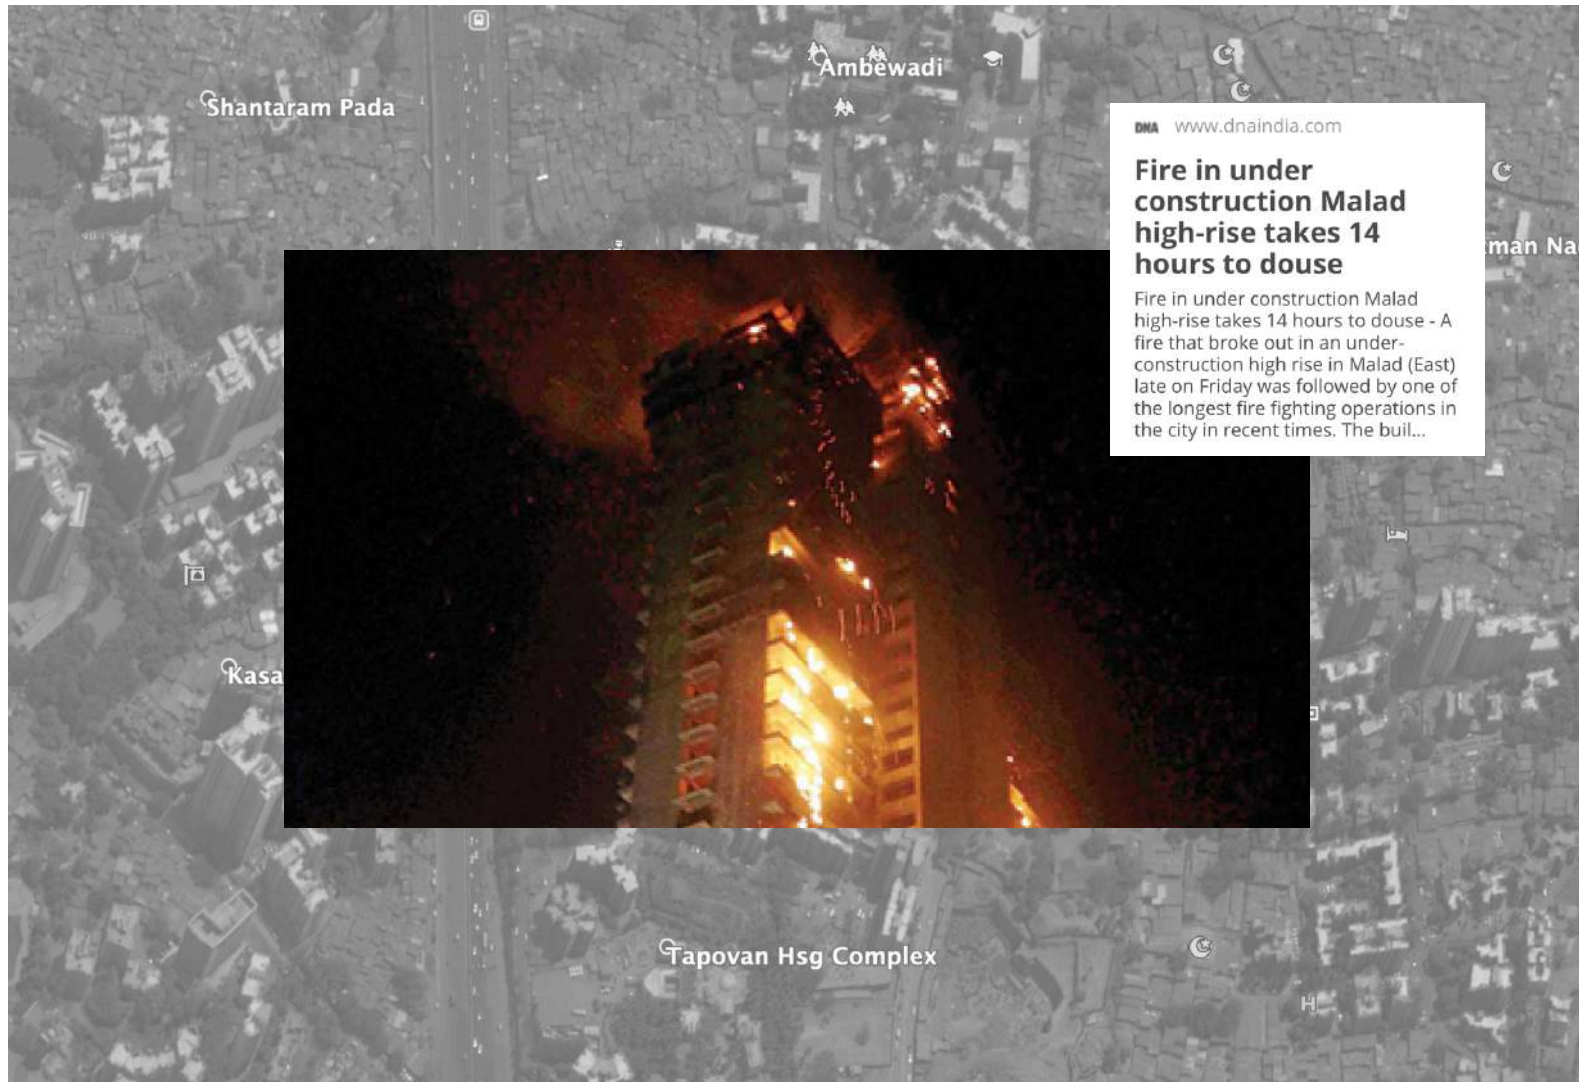 Ambewadi
Shantaram Pada
DNA www.dnaindia.com
Fire in under
construction Malad
high-rise takes 14
hours to douse
Fire in under construction Malad
high-rise takes 14 hours to douse - A
fire that broke out in an under-
construction high rise in Malad (East)
late on Friday was followed by one of
the longest fire fighting operations in
the city in recent times. The buil...
man Na
Kasa
Tapovan Hsg Complex
H